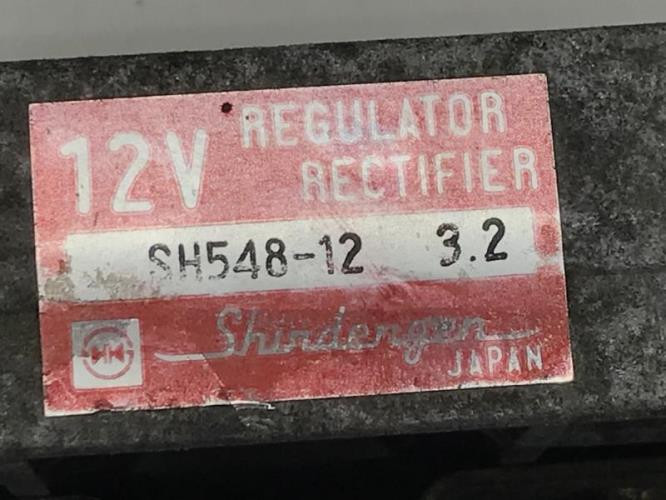 12V REGULATOR
RECTIFIER
SH548-12 3.2
Shindengen
JAPAN